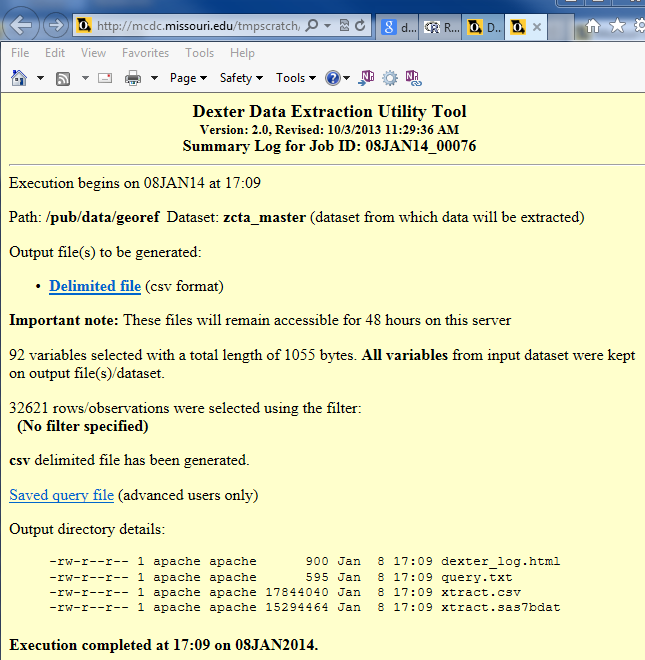 http://mcdc.missouri.edu/tmpscratch,
d...
R...
D..
File Edit View Favorites Tools Help
Page Safety Tools
Dexter Data Extraction Utility Tool
Version: 2.0, Revised: 10/3/2013 11:29:36 AM
Summary Log for Job ID: 08JAN14_00076
Execution begins on 08JAN14 at 17:09
Path: /pub/data/georef Dataset: zcta_master (dataset from which data will be extracted)
Output file(s) to be generated:
• Delimited file (csv format)
Important note: These files will remain accessible for 48 hours on this server
92 variables selected with a total length of 1055 bytes. All variables from input dataset were kept
on output file(s)/dataset.
32621 rows/observations were selected using the filter:
(No filter specified)
csv delimited file has been generated.
Saved query file (advanced users only)
Output directory details:
-rw-r--r-- 1 apache apache 900 Jan 8 17:09 dexter_log.html
-rw-r--r-- 1 apache apache 595 Jan 8 17:09 query.txt
-rw-r--r-- 1 apache apache 17844040 Jan 8 17:09 xtract.csv
-rw-r--r-- 1 apache apache 15294464 Jan 8 17:09 xtract.sas7bdat
Execution completed at 17:09 on 08JAN2014.